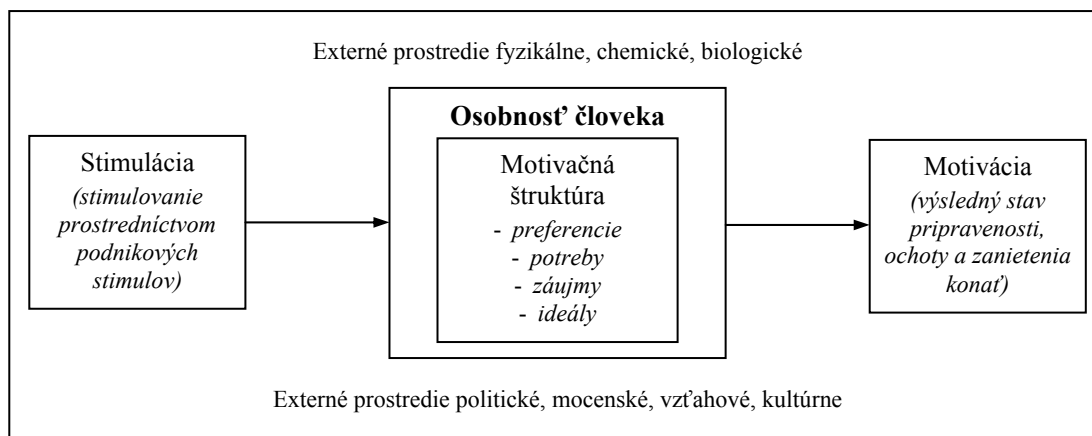 Externé prostredie fyzikálne, chemické, biologické
Stimulácia
(stimulovanie
prostredníctvom
podnikových
stimulov)
Osobnosť človeka
Motivačná
štruktúra
- preferencie
- potreby
- záujmy
- ideály
Motivácia
(výsledný stav
pripravenosti,
ochoty a zanietenia
konať)
Externé prostredie politické, mocenské, vzťahové, kultúrne